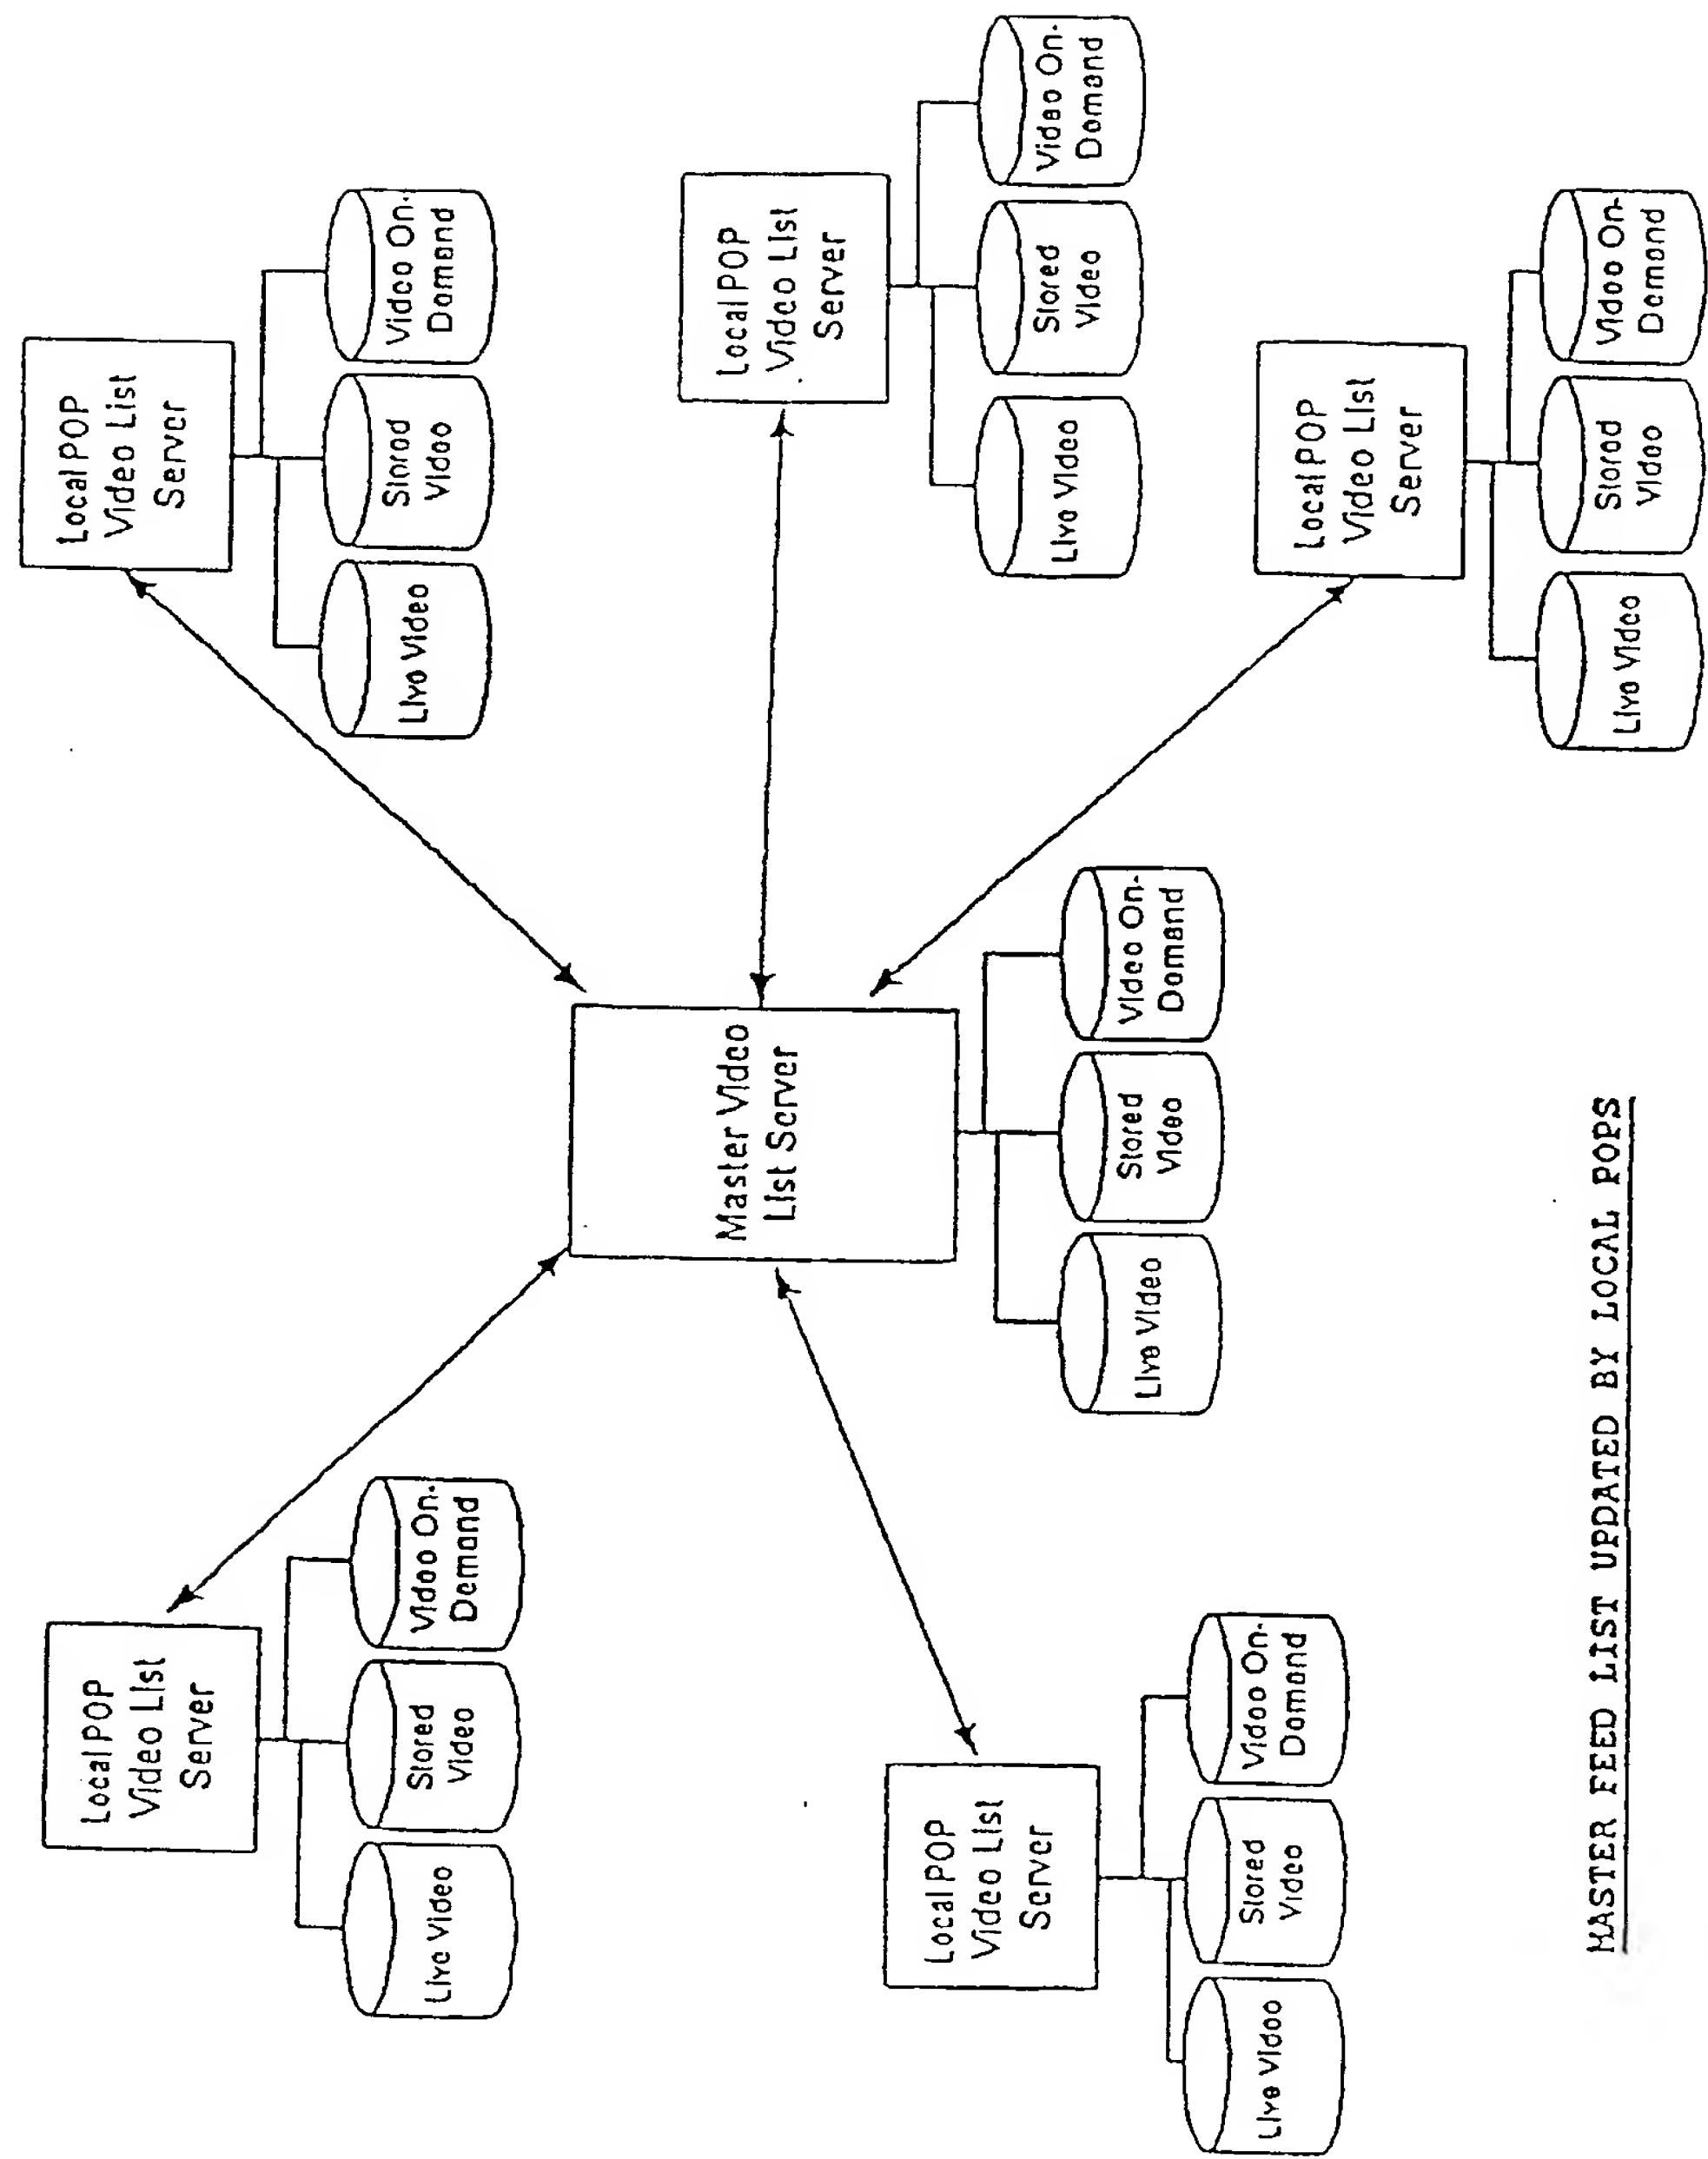 Local POP
Video List
Server
Live Video
Stored
Video
Video On-
Demand
Local POP
Video List
Server
Live Video
Stored
Video
Video On-
Demand
Master Video
List Server
Live Video
Stored
Video
Video On-
Demand
Local POP
Video List
Server
Live Video
Stored
Video
Video On-
Demand
Local POP
Video List
Server
Live Video
Stored
Video
Video On-
Demand
Local POP
Video List
Server
Live Video
Stored
Video
Video On-
Demand
MASTER FEED LIST UPDATED BY LOCAL POPS